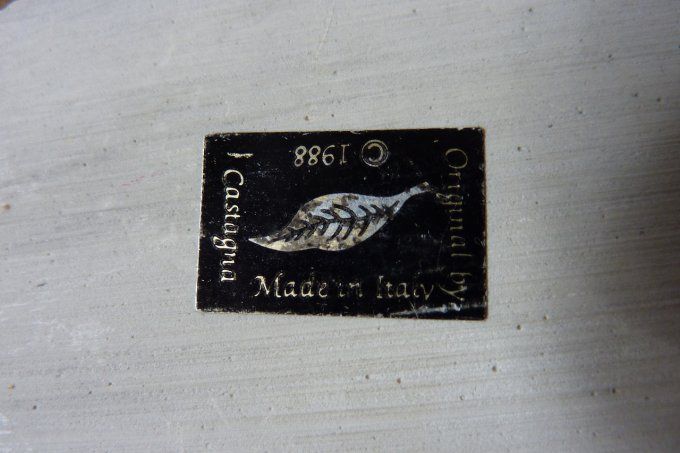 Original by
I Castagna
© 1988
Made in Italy